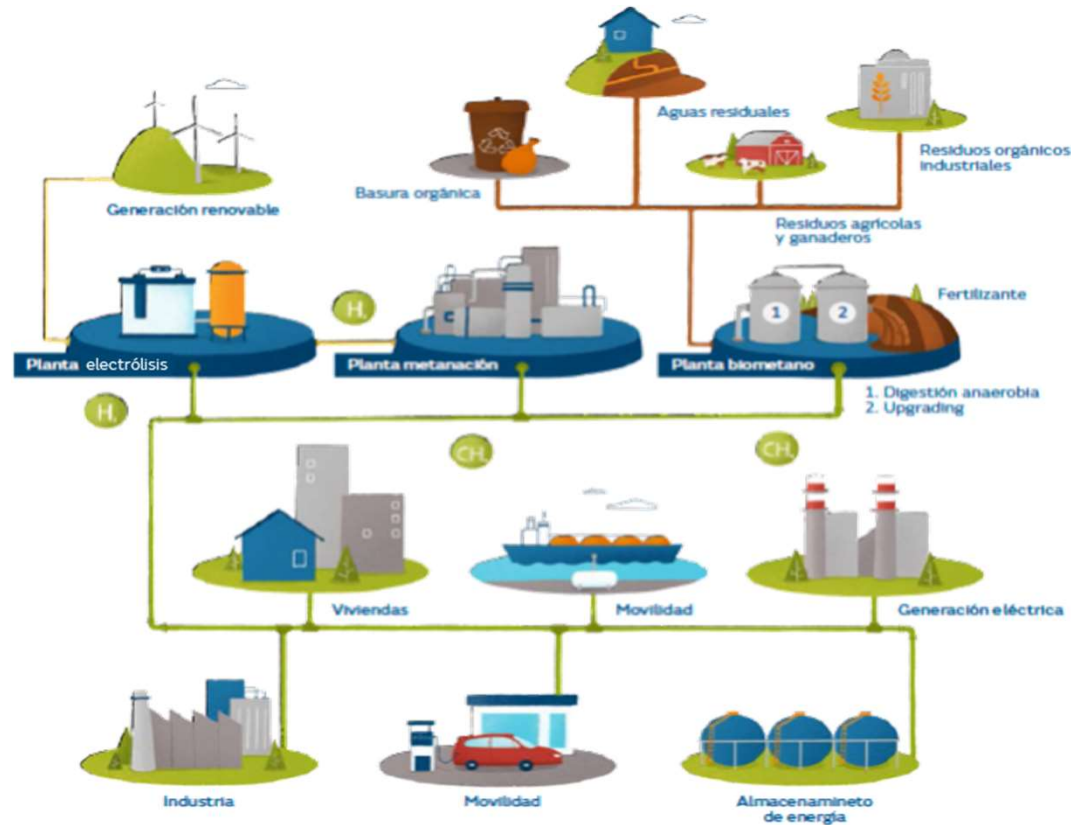 Aguas residuales
Residuos orgánicos
industriales
Basura orgánica
Generación renovable
Residuos agrícolas
y ganaderos
Fertilizante
H₂
1
2
Planta electrólisis
Planta metanación
Planta biometano
1. Digestión anaerobia
2. Upgrading
H₂
CH₄
CH₄
Viviendas
Movilidad
Generación eléctrica
Industria
Movilidad
Almacenamineto
de energía